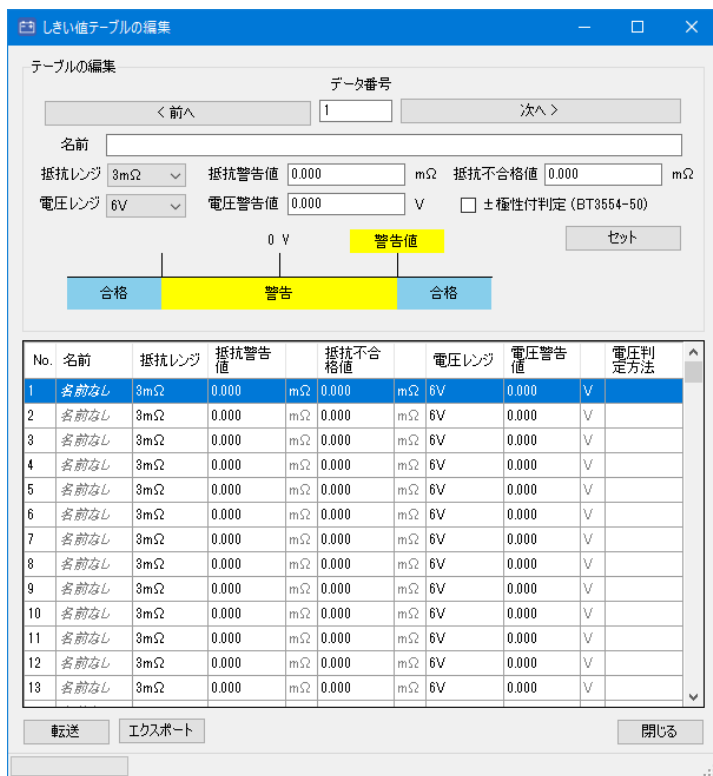 しきい値テーブルの編集
テーブルの編集
データ番号
< 前へ 1 次へ >
名前
抵抗レンジ 3mΩ 抵抗警告値 0.000 mΩ 抵抗不合格値 0.000 mΩ
電圧レンジ 6V 電圧警告値 0.000 V ±極性付判定 (BT3554-50)
0 V 警告値 セット
合格 警告 合格
No. 名前 抵抗レンジ 抵抗警告値 抵抗不合格値 電圧レンジ 電圧警告値 電圧判定方法
1 名前なし 3mΩ 0.000 mΩ 0.000 mΩ 6V 0.000 V
2 名前なし 3mΩ 0.000 mΩ 0.000 mΩ 6V 0.000 V
3 名前なし 3mΩ 0.000 mΩ 0.000 mΩ 6V 0.000 V
4 名前なし 3mΩ 0.000 mΩ 0.000 mΩ 6V 0.000 V
5 名前なし 3mΩ 0.000 mΩ 0.000 mΩ 6V 0.000 V
6 名前なし 3mΩ 0.000 mΩ 0.000 mΩ 6V 0.000 V
7 名前なし 3mΩ 0.000 mΩ 0.000 mΩ 6V 0.000 V
8 名前なし 3mΩ 0.000 mΩ 0.000 mΩ 6V 0.000 V
9 名前なし 3mΩ 0.000 mΩ 0.000 mΩ 6V 0.000 V
10 名前なし 3mΩ 0.000 mΩ 0.000 mΩ 6V 0.000 V
11 名前なし 3mΩ 0.000 mΩ 0.000 mΩ 6V 0.000 V
12 名前なし 3mΩ 0.000 mΩ 0.000 mΩ 6V 0.000 V
13 名前なし 3mΩ 0.000 mΩ 0.000 mΩ 6V 0.000 V
転送 エクスポート 閉じる